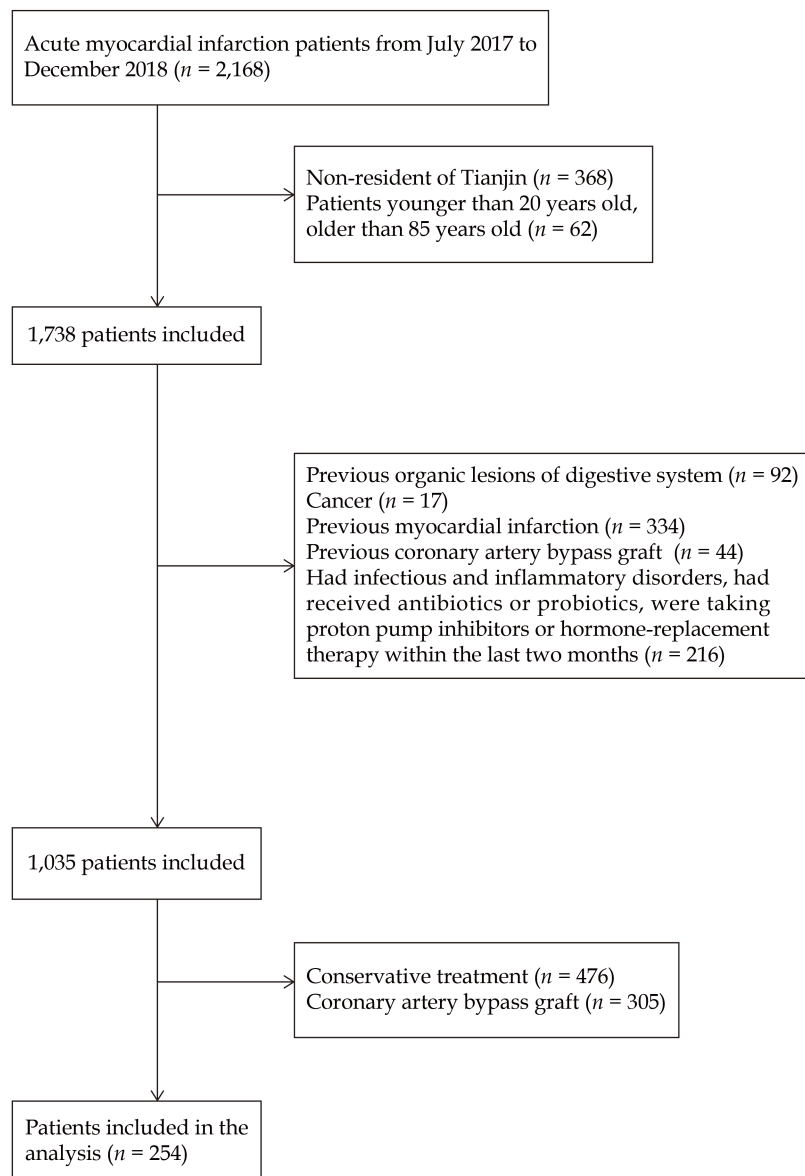 Acute myocardial infarction patients from July 2017 to
December 2018 (n = 2,168)
Non-resident of Tianjin (n = 368)
Patients younger than 20 years old,
older than 85 years old (n = 62)
1,738 patients included
Previous organic lesions of digestive system (n = 92)
Cancer (n = 17)
Previous myocardial infarction (n = 334)
Previous coronary artery bypass graft (n = 44)
Had infectious and inflammatory disorders, had
received antibiotics or probiotics, were taking
proton pump inhibitors or hormone-replacement
therapy within the last two months (n = 216)
1,035 patients included
Conservative treatment (n = 476)
Coronary artery bypass graft (n = 305)
Patients included in the
analysis (n = 254)